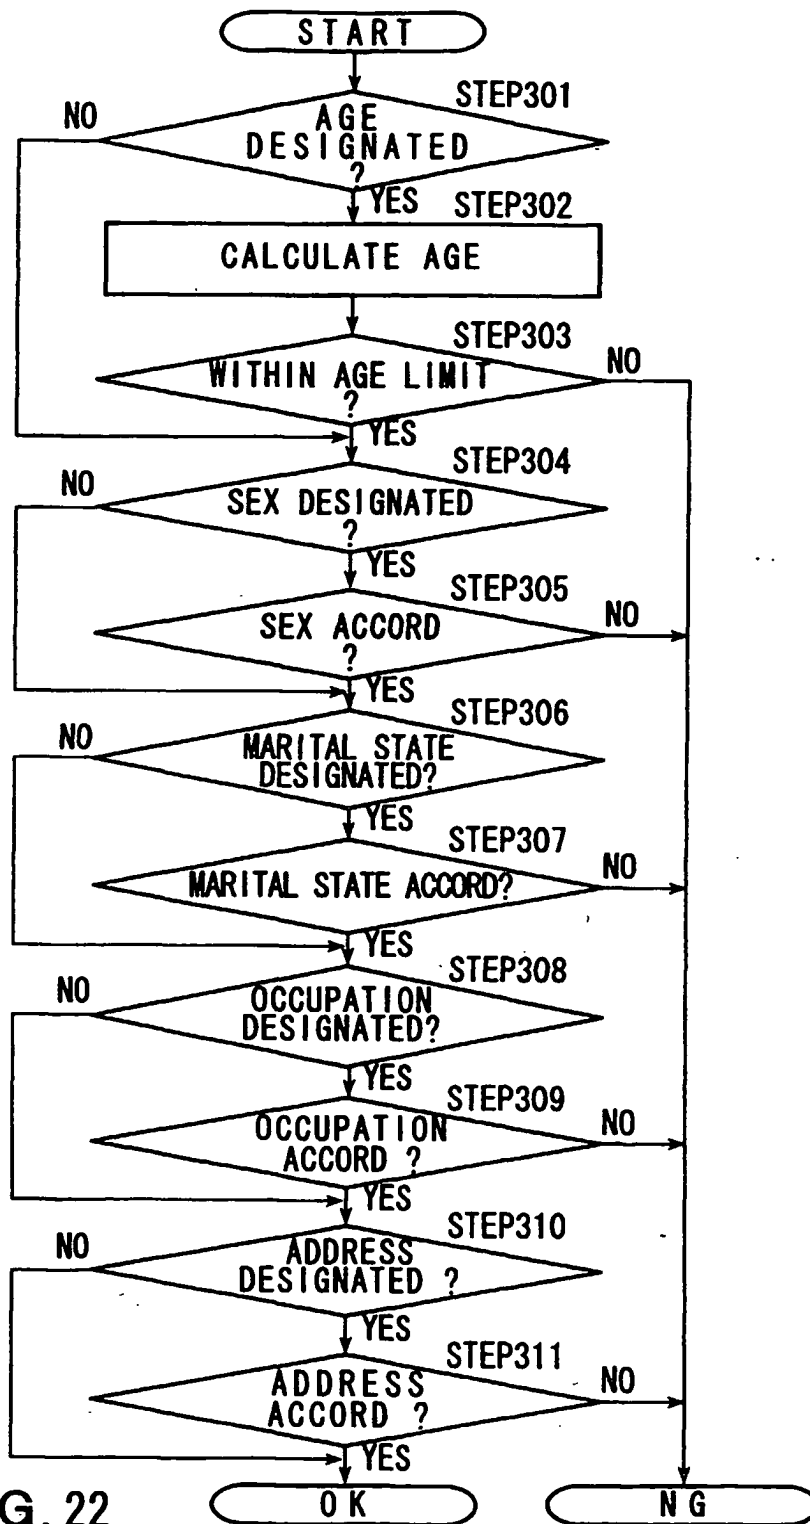 START
STEP301
NO
AGE
DESIGNATED
?
YES
STEP302
CALCULATE AGE
STEP303
NO
WITHIN AGE LIMIT
?
YES
STEP304
NO
SEX DESIGNATED
?
YES
STEP305
NO
SEX ACCORD
?
YES
STEP306
NO
MARITAL STATE
DESIGNATED?
YES
STEP307
NO
MARITAL STATE ACCORD?
YES
STEP308
NO
OCCUPATION
DESIGNATED?
YES
STEP309
NO
OCCUPATION
ACCORD ?
YES
STEP310
NO
ADDRESS
DESIGNATED ?
YES
STEP311
NO
ADDRESS
ACCORD ?
YES
G. 22
OK
NG